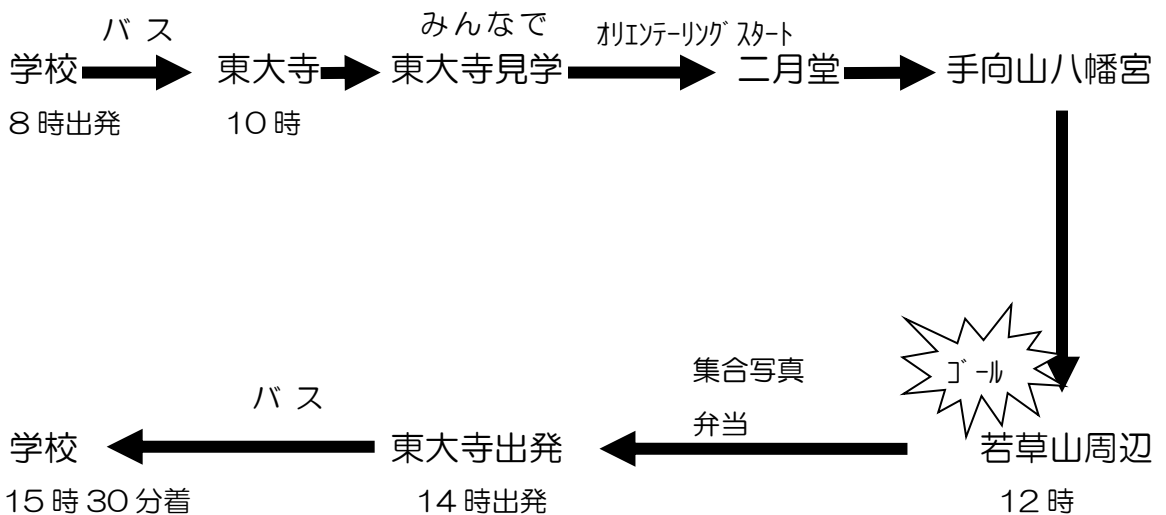 バ ス
みんなで
ｵﾘｴﾝﾃｰﾘﾝｸﾞ ｽﾀｰﾄ
学校
東大寺
東大寺見学
二月堂
手向山八幡宮
8時出発
10時
ｺﾞｰﾙ
集合写真
弁当
バ ス
学校
東大寺出発
若草山周辺
15時30分着
14時出発
12時